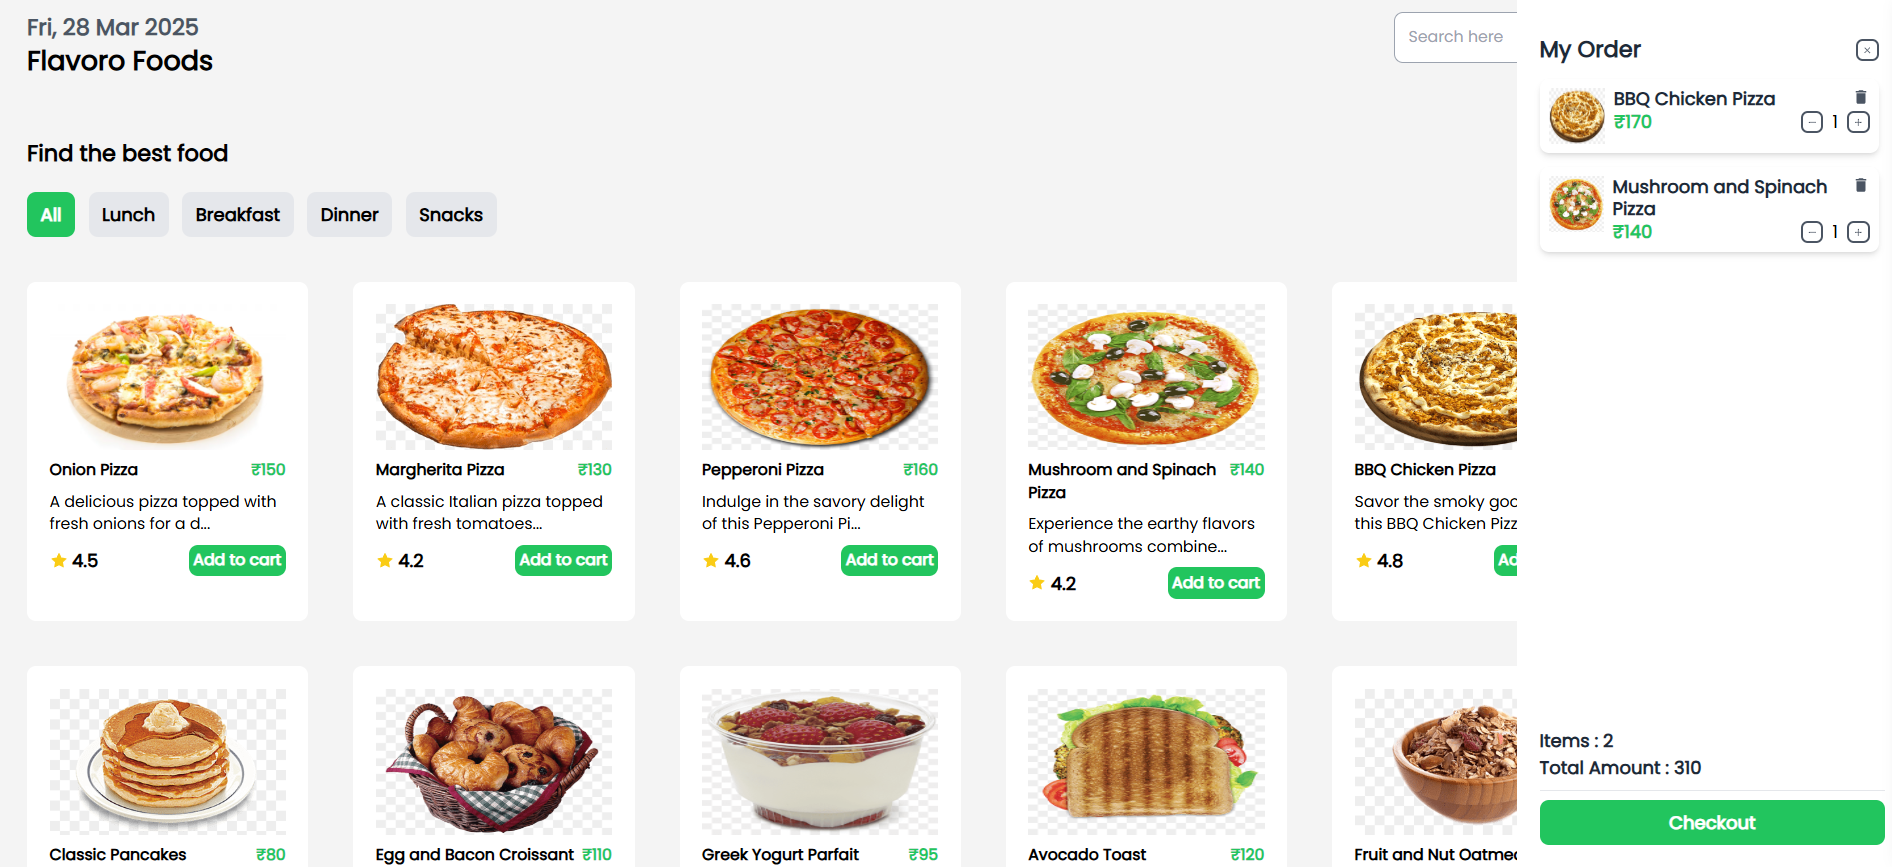 Fri, 28 Mar 2025
Flavoro Foods
Search here
Find the best food
All
Lunch
Breakfast
Dinner
Snacks
Onion Pizza
₹150
A delicious pizza topped with
fresh onions for a d...
4.5
Add to cart
Margherita Pizza
₹130
A classic Italian pizza topped
with fresh tomatoes...
4.2
Add to cart
Pepperoni Pizza
₹160
Indulge in the savory delight
of this Pepperoni Pi...
4.6
Add to cart
Mushroom and Spinach
Pizza
₹140
Experience the earthy flavors
of mushrooms combine...
4.2
Add to cart
BBQ Chicken Pizza
Savor the smoky goo
this BBQ Chicken Pizz
4.8
Ad
Classic Pancakes
₹80
Egg and Bacon Croissant
₹110
Greek Yogurt Parfait
₹95
Avocado Toast
₹120
Fruit and Nut Oatmea
My Order
BBQ Chicken Pizza
₹170
1
Mushroom and Spinach
Pizza
₹140
1
Items : 2
Total Amount : 310
Checkout